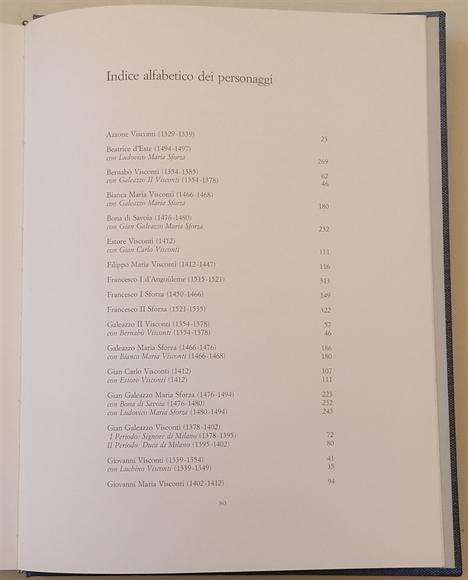 Indice alfabetico dei personaggi
Azzone Visconti (1329-1339) 23
Beatrice d'Este (1494-1497)
con Ludovico Maria Sforza 269
Bernabò Visconti (1354-1385) 62
con Galeazzo II Visconti (1354-1378) 46
Bianca Maria Visconti (1466-1468)
con Galeazzo Maria Sforza 180
Bona di Savoia (1476-1480)
con Gian Galeazzo Maria Sforza 232
Estore Visconti (1412)
con Gian Carlo Visconti 111
Filippo Maria Visconti (1412-1447) 116
Francesco I d'Angoûleme (1515-1521) 313
Francesco I Sforza (1450-1466) 149
Francesco II Sforza (1521-1535) 322
Galeazzo II Visconti (1354-1378) 57
con Bernabò Visconti (1354-1378) 46
Galeazzo Maria Sforza (1466-1476) 186
con Bianca Maria Visconti (1466-1468) 180
Gian Carlo Visconti (1412) 107
con Estore Visconti (1412) 111
Gian Galeazzo Maria Sforza (1476-1494) 223
con Bona di Savoia (1476-1480) 232
con Ludovico Maria Sforza (1480-1494) 243
Gian Galeazzo Visconti (1378-1402)
I Periodo: Signore di Milano (1378-1395) 72
II Periodo: Duca di Milano (1395-1402) 80
Giovanni Visconti (1339-1354) 41
con Luchino Visconti (1339-1349) 35
Giovanni Maria Visconti (1402-1412) 94